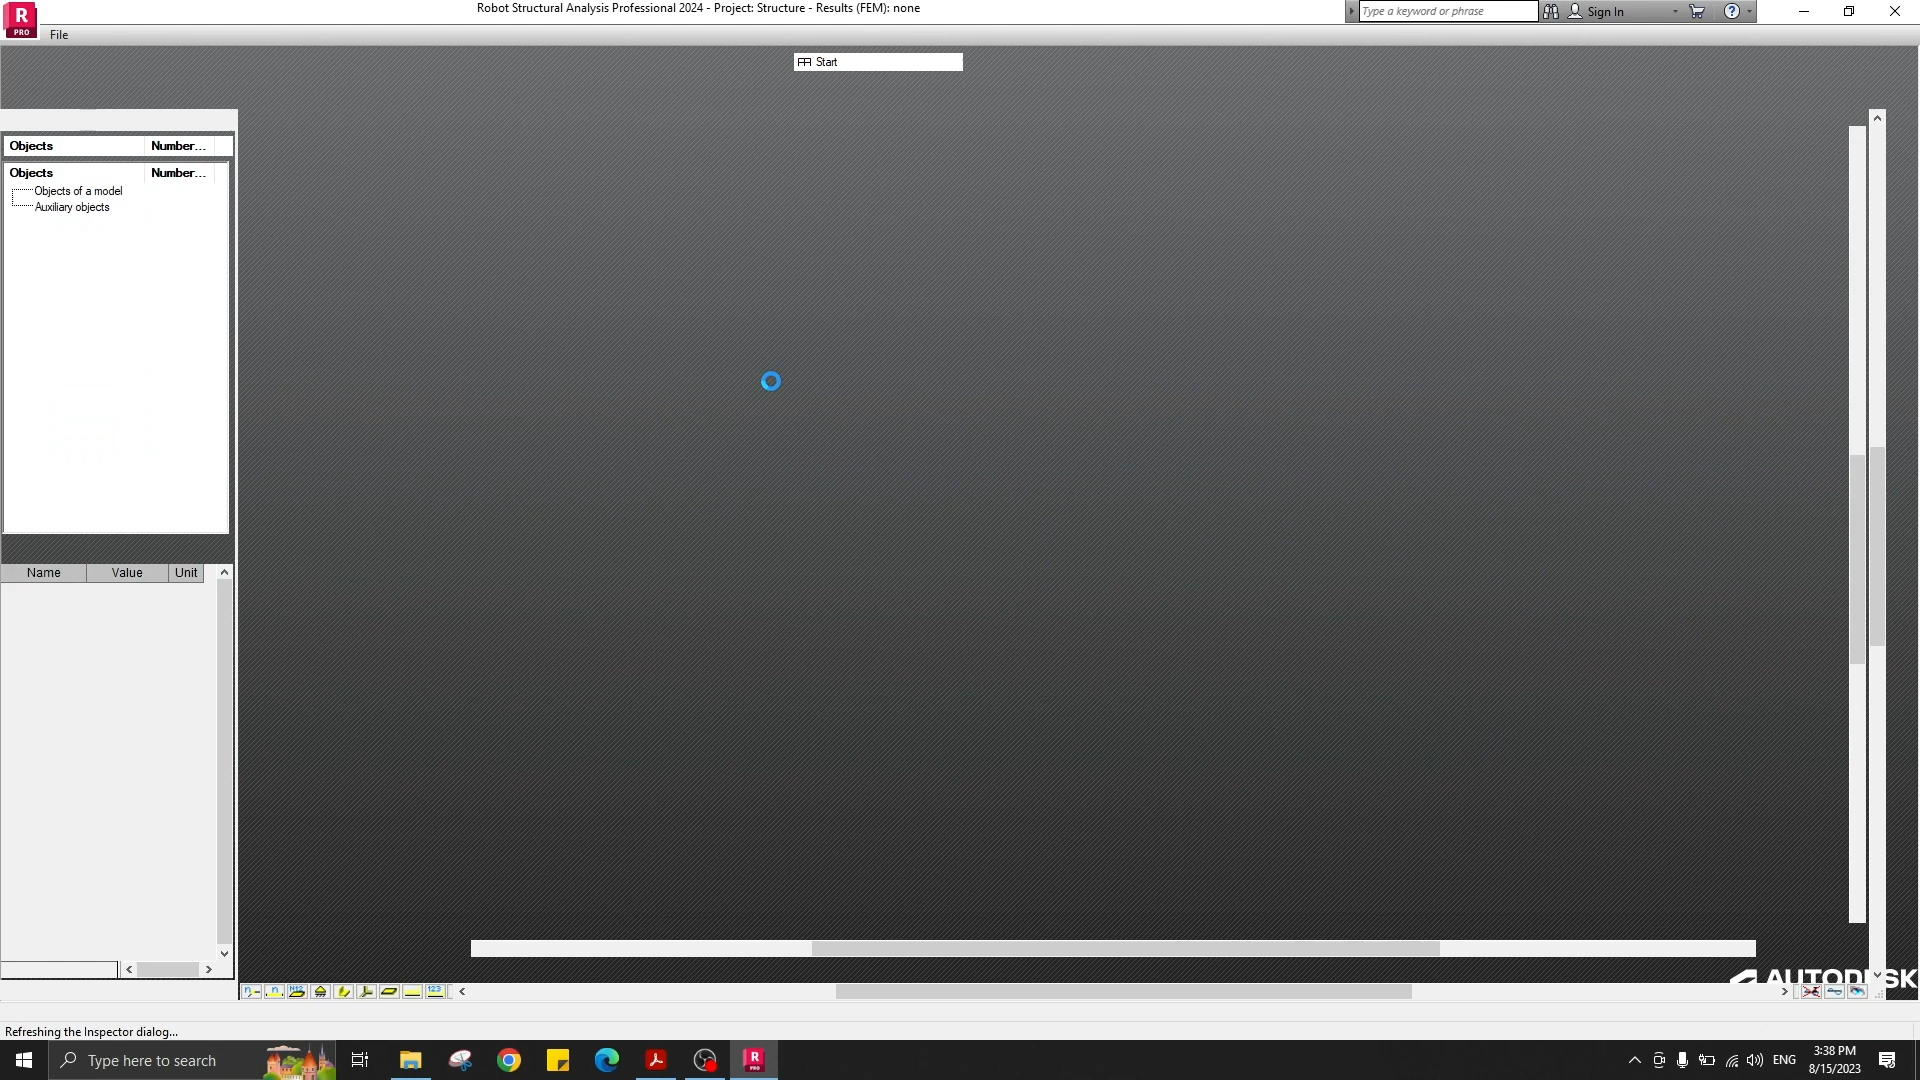 Robot Structural Analysis Professional 2024 - Project: Structure - Results (FEM): none
Type a keyword or phrase
Sign In
R
PRO
File
Start
Objects Number...
Objects Number...
Objects of a model
Auxiliary objects
Name Value Unit
AUTODESK
Refreshing the Inspector dialog...
Type here to search
R
PRO
ENG
3:38 PM
8/15/2023